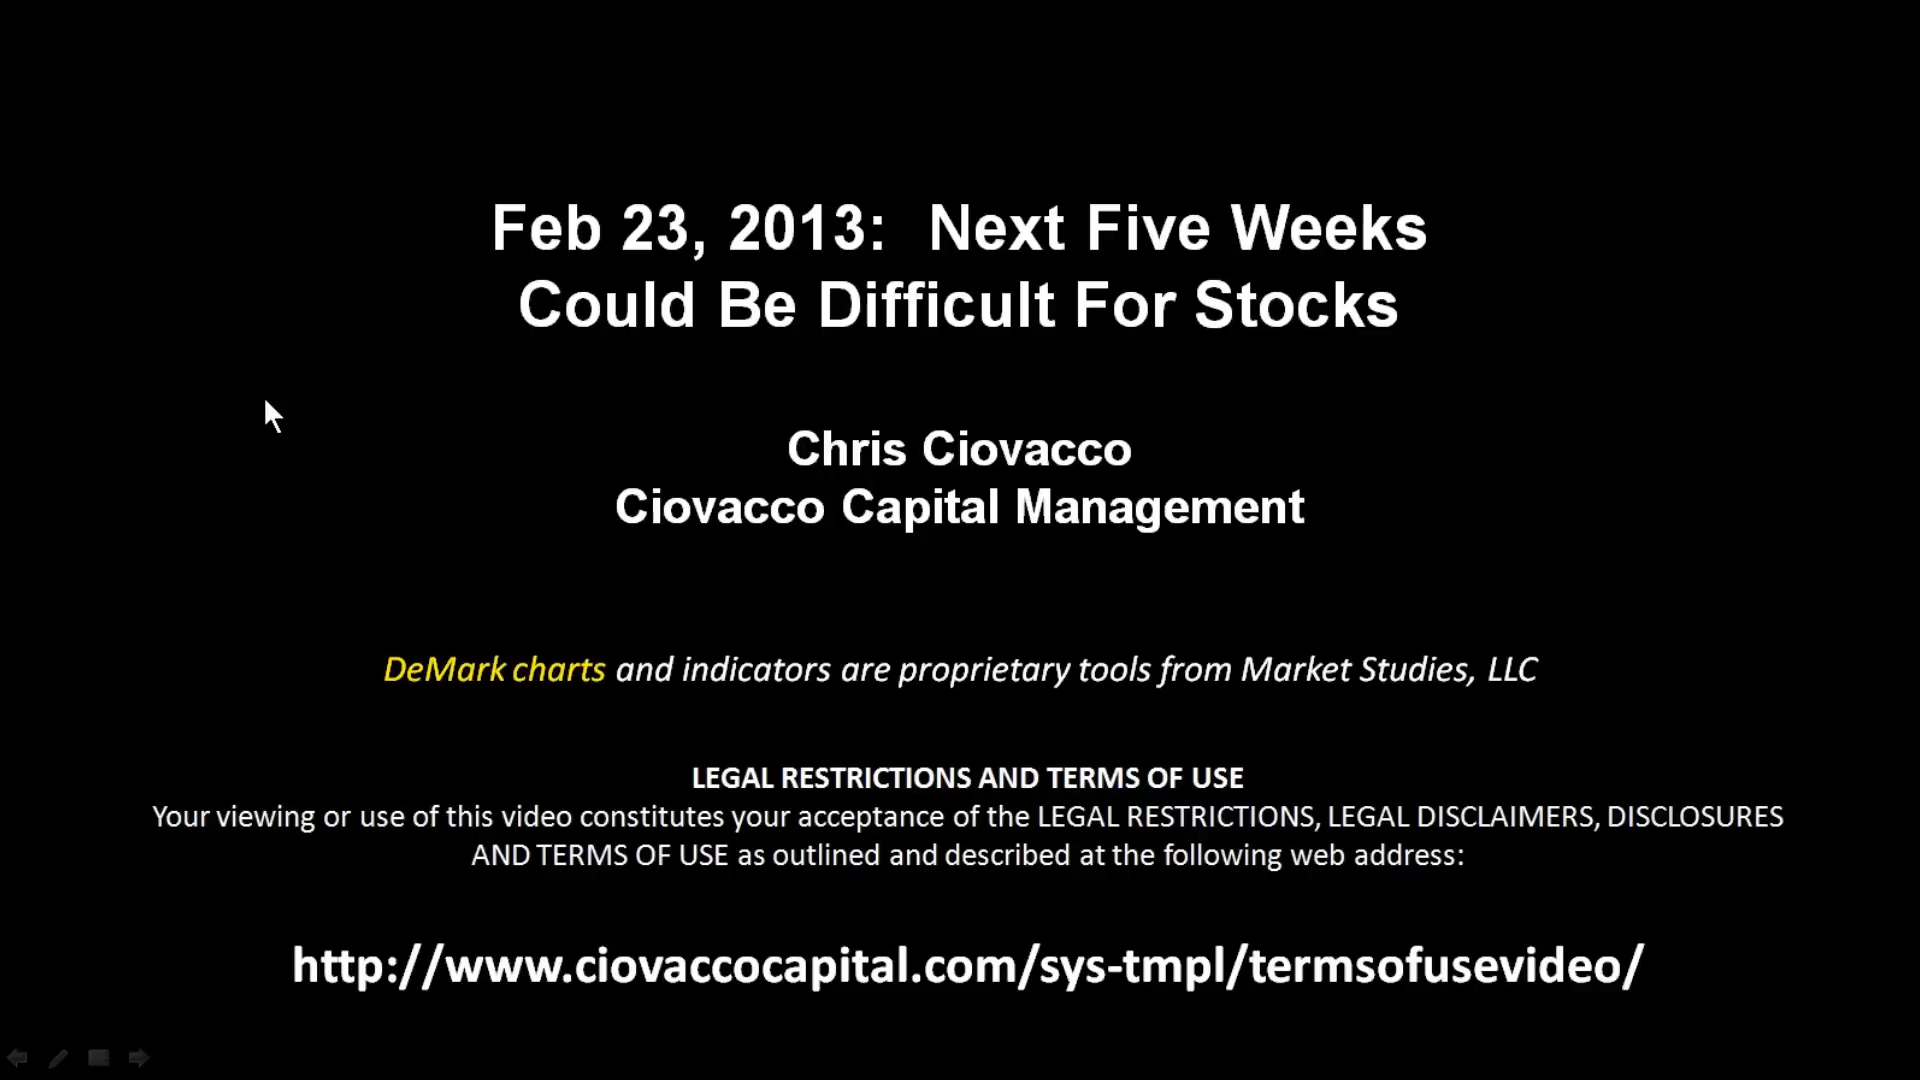 Feb 23, 2013:  Next Five Weeks
Could Be Difficult For Stocks
Chris Ciovacco
Ciovacco Capital Management
DeMark charts and indicators are proprietary tools from Market Studies, LLC
LEGAL RESTRICTIONS AND TERMS OF USE
Your viewing or use of this video constitutes your acceptance of the LEGAL RESTRICTIONS, LEGAL DISCLAIMERS, DISCLOSURES
AND TERMS OF USE as outlined and described at the following web address:
http://www.ciovaccocapital.com/sys-tmpl/termsofusevideo/